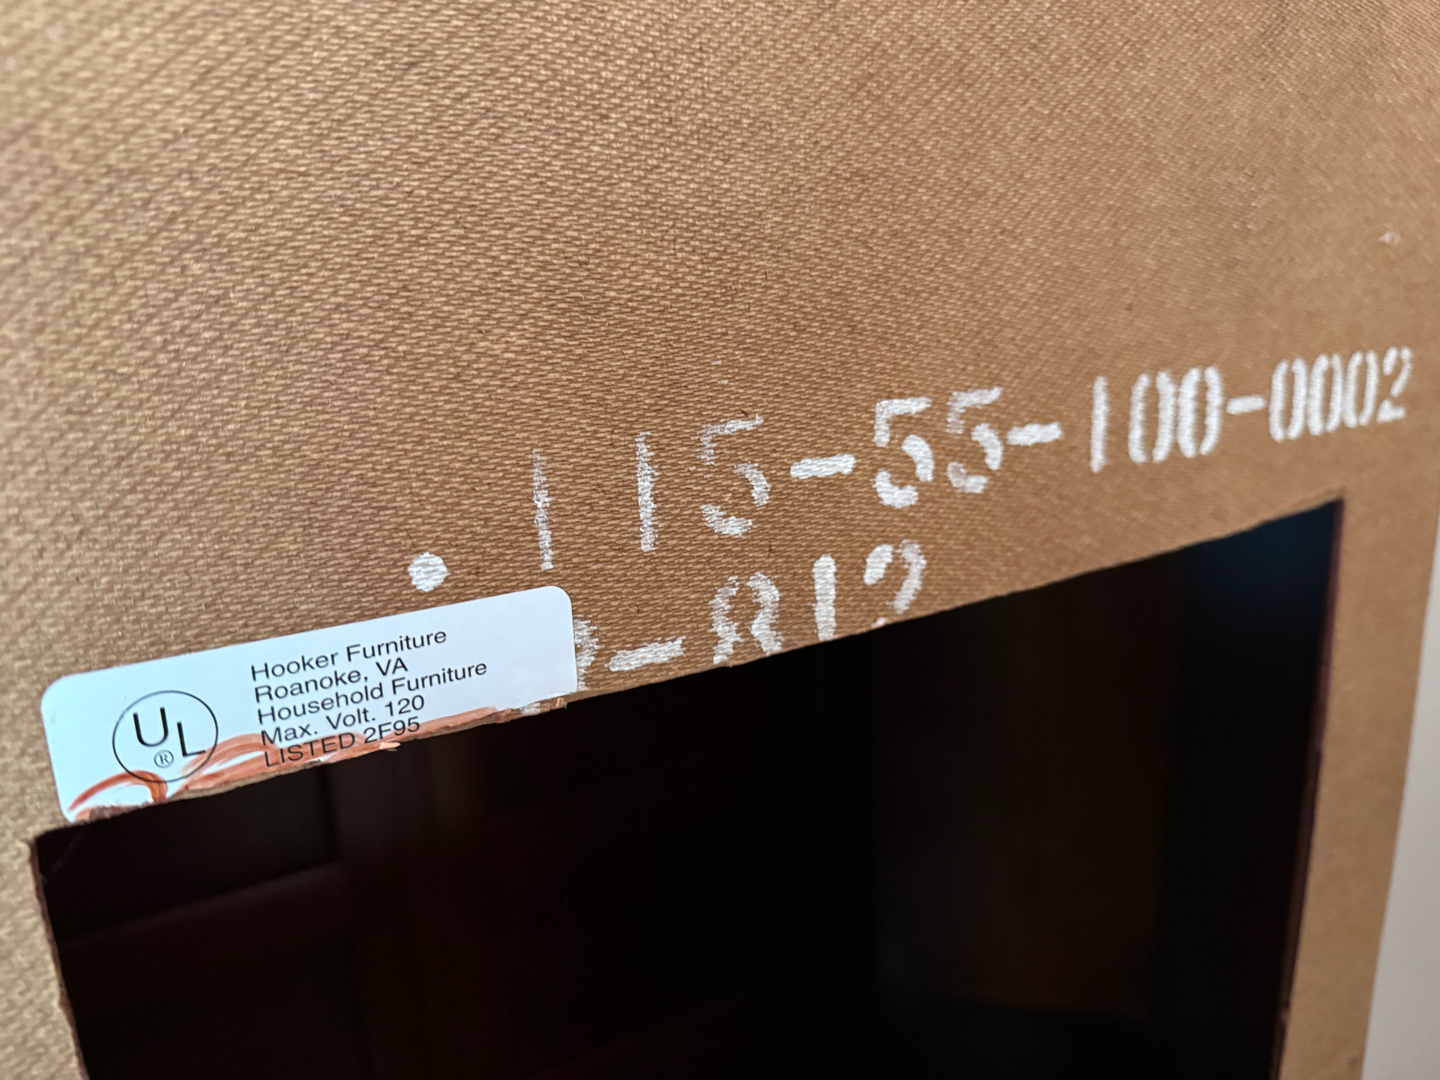 115-55-100-0002
-812
UL
®
Hooker Furniture
Roanoke, VA
Household Furniture
Max. Volt. 120
LISTED 2F95